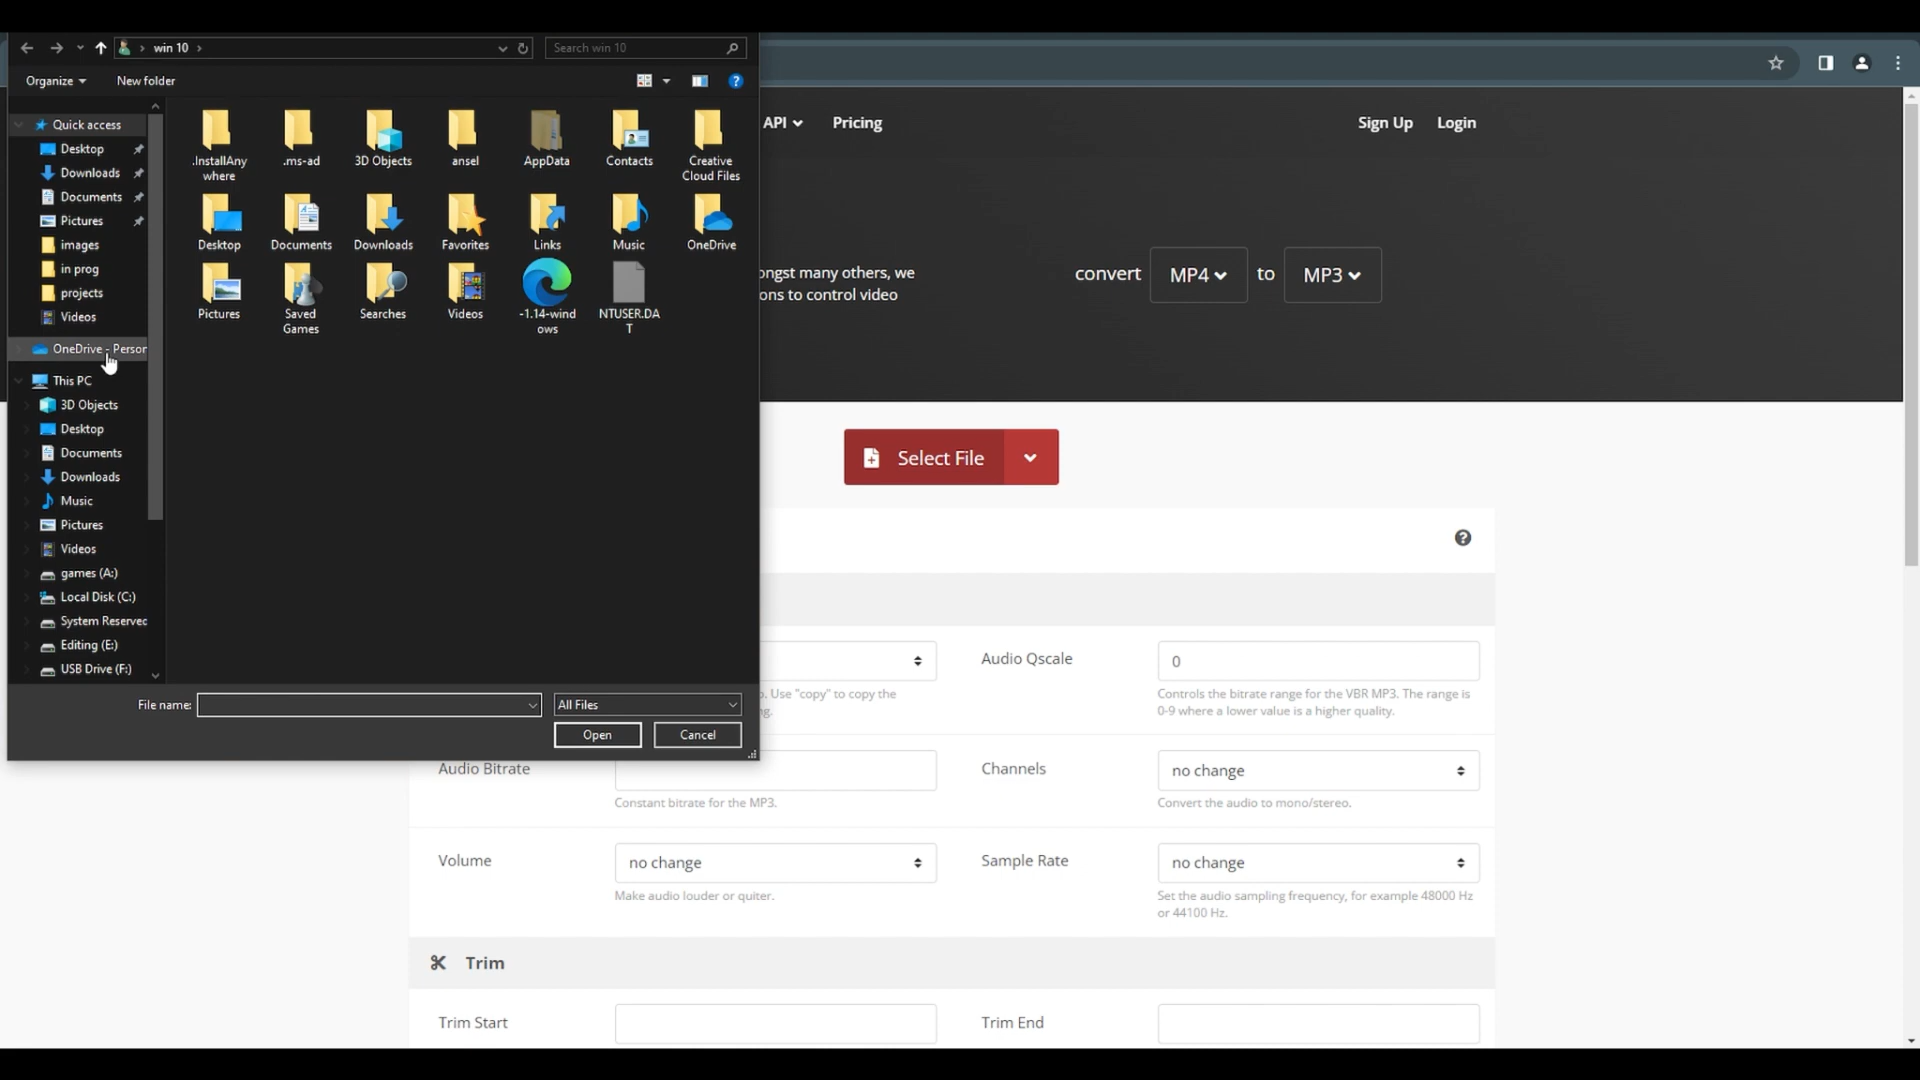 win 10
Search win 10
Organize
New folder
Quick access
Desktop
Downloads
Documents
Pictures
images
in prog
projects
Videos
OneDrive - Person
This PC
3D Objects
Desktop
Documents
Downloads
Music
Pictures
Videos
games (A:)
Local Disk (C:)
System Reserved
Editing (E:)
USB Drive (F:)
.InstallAny
where
.ms-ad
3D Objects
ansel
AppData
Contacts
Creative
Cloud Files
Desktop
Documents
Downloads
Favorites
Links
Music
OneDrive
Pictures
Saved
Games
Searches
Videos
-1.14-wind
ows
NTUSER.DA
T
File name:
All Files
Open
Cancel
API
Pricing
Sign Up
Login
ongst many others, we
ons to control video
convert
MP4
to
MP3
Select File
. Use "copy" to copy the
Audio Qscale
0
Controls the bitrate range for the VBR MP3. The range is
0-9 where a lower value is a higher quality.
Audio Bitrate
Constant bitrate for the MP3.
Channels
no change
Convert the audio to mono/stereo.
Volume
no change
Make audio louder or quiter.
Sample Rate
no change
Set the audio sampling frequency, for example 48000 Hz
or 44100 Hz.
Trim
Trim Start
Trim End